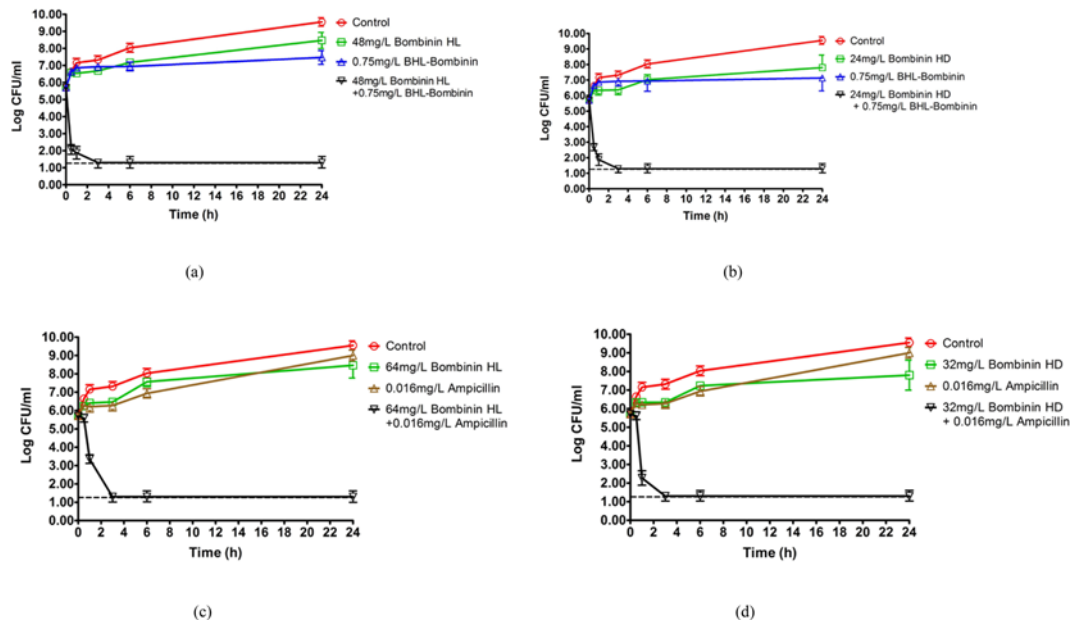 10.00
9.00
8.00
7.00
6.00
5.00
4.00
3.00
2.00
1.00
0.00
Log CFU/ml
0 2 4 6 8 10 12 14 16 18 20 22 24
Time (h)
Control
48mg/L Bombinin HL
0.75mg/L BHL-Bombinin
48mg/L Bombinin HL
+0.75mg/L BHL-Bombinin
(a)
10.00
9.00
8.00
7.00
6.00
5.00
4.00
3.00
2.00
1.00
0.00
Log CFU/ml
0 2 4 6 8 10 12 14 16 18 20 22 24
Time (h)
Control
24mg/L Bombinin HD
0.75mg/L BHL-Bombinin
24mg/L Bombinin HD
+ 0.75mg/L BHL-Bombinin
(b)
10.00
9.00
8.00
7.00
6.00
5.00
4.00
3.00
2.00
1.00
0.00
Log CFU/ml
0 2 4 6 8 10 12 14 16 18 20 22 24
Time (h)
Control
64mg/L Bombinin HL
0.016mg/L Ampicillin
64mg/L Bombinin HL
+0.016mg/L Ampicillin
(c)
10.00
9.00
8.00
7.00
6.00
5.00
4.00
3.00
2.00
1.00
0.00
Log CFU/ml
0 2 4 6 8 10 12 14 16 18 20 22 24
Time (h)
Control
32mg/L Bombinin HD
0.016mg/L Ampicillin
32mg/L Bombinin HD
+ 0.016mg/L Ampicillin
(d)